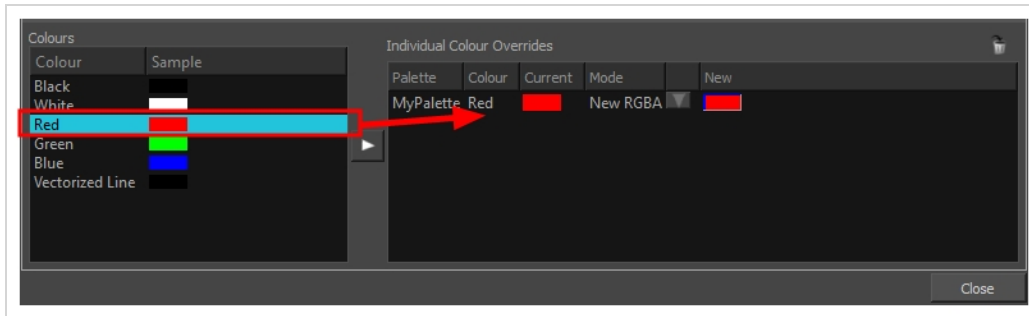 Colours
Colour Sample
Black
White
Red
Green
Blue
Vectorized Line
Individual Colour Overrides
Palette Colour Current Mode New
MyPalette Red New RGBA
Close